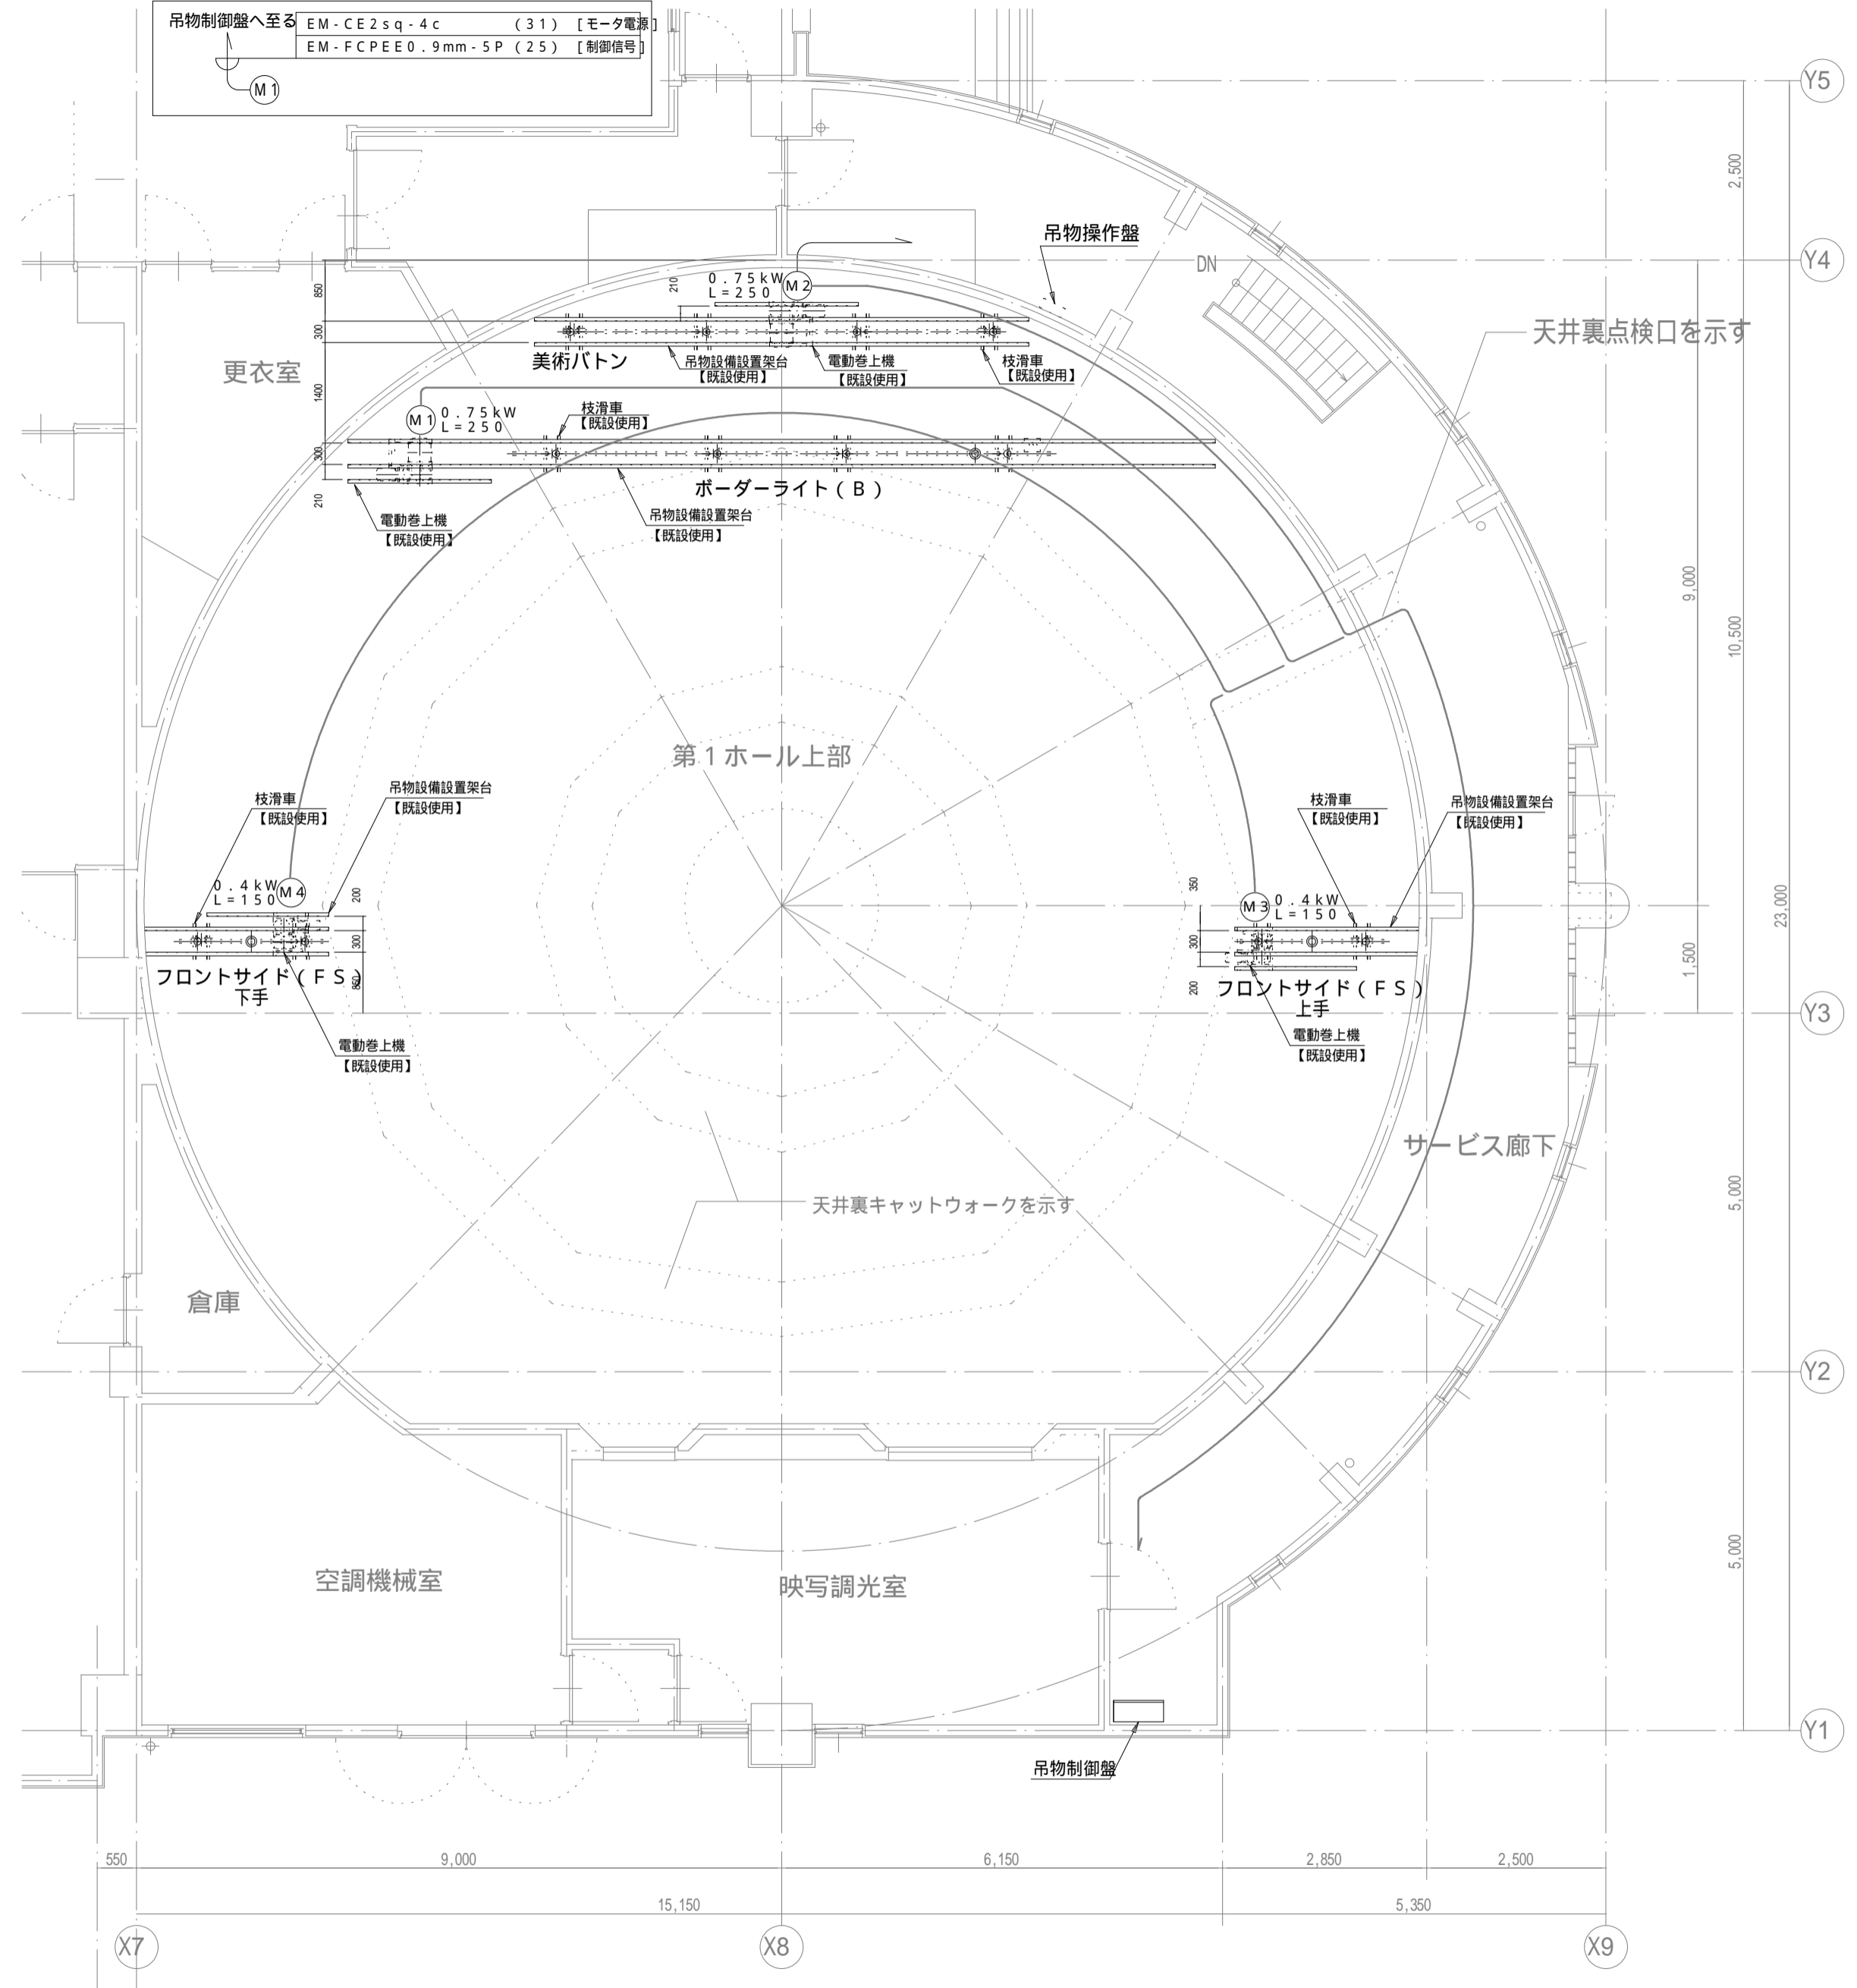 吊物制御盤へ至る
EM-CE2sq-4c (31) [モータ電源]
EM-FCPEE0.9mm-5P (25) [制御信号]
M1
Y5
2,500
吊物操作盤
DN
Y4
850
210
0.75kW
L=250
M2
300
美術バトン
吊物設備設置架台
【既設使用】
電動巻上機
【既設使用】
枝滑車
【既設使用】
天井裏点検口を示す
更衣室
1400
M1
0.75kW
L=250
枝滑車
【既設使用】
300
210
ボーダーライト(B)
電動巻上機
【既設使用】
吊物設備設置架台
【既設使用】
9,000
10,500
第1ホール上部
枝滑車
【既設使用】
吊物設備設置架台
【既設使用】
0.4kW
L=150
M4
200
300
850
フロントサイド(FS)
下手
電動巻上機
【既設使用】
枝滑車
【既設使用】
吊物設備設置架台
【既設使用】
350
M3
0.4kW
L=150
300
200
フロントサイド(FS)
上手
電動巻上機
【既設使用】
23,000
1,500
Y3
サービス廊下
5,000
天井裏キャットウォークを示す
倉庫
Y2
5,000
空調機械室
映写調光室
Y1
吊物制御盤
550
9,000
6,150
2,850
2,500
15,150
5,350
X7
X8
X9